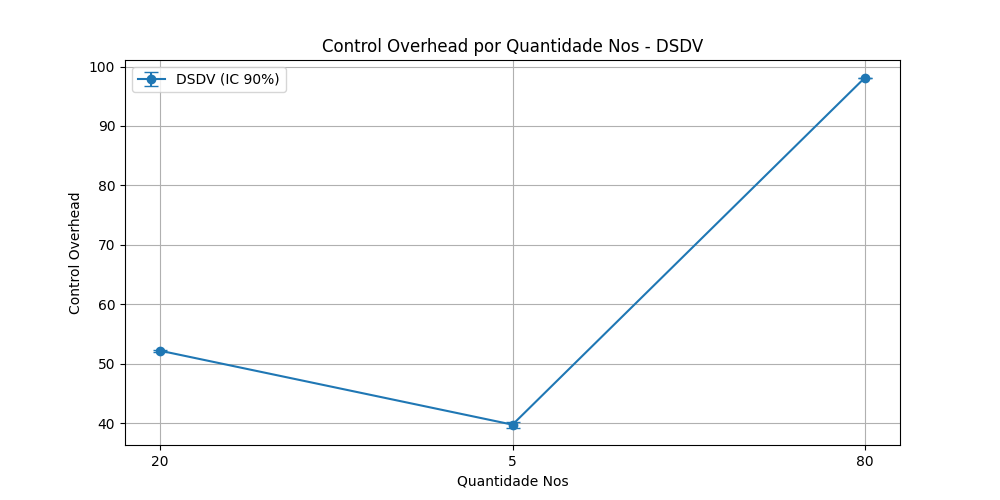 Control Overhead por Quantidade Nos - DSDV
DSDV (IC 90%)
Control Overhead
100
90
80
70
60
50
40
20
5
80
Quantidade Nos